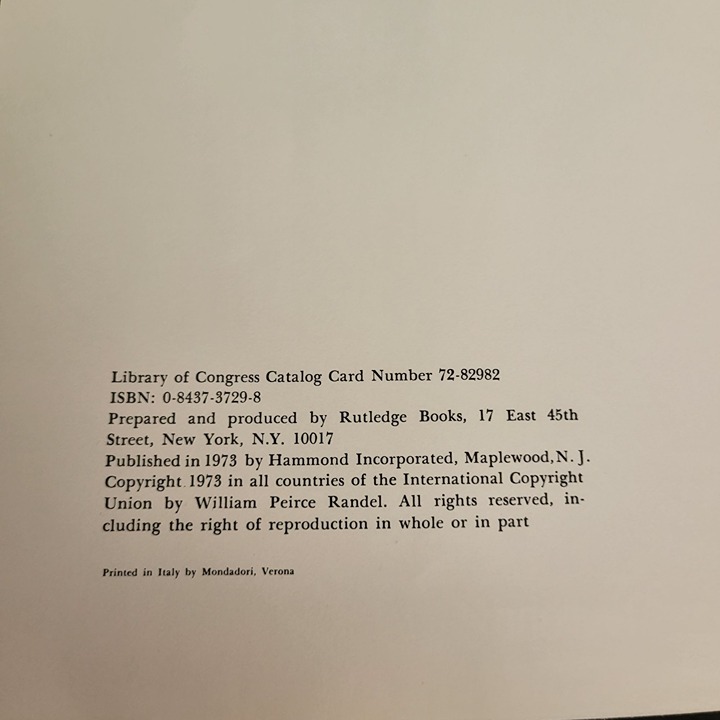 Library of Congress Catalog Card Number 72-82982
ISBN: 0-8437-3729-8
Prepared and produced by Rutledge Books, 17 East 45th
Street, New York, N.Y. 10017
Published in 1973 by Hammond Incorporated, Maplewood, N. J.
Copyright 1973 in all countries of the International Copyright
Union by William Peirce Randel. All rights reserved, in-
cluding the right of reproduction in whole or in part
Printed in Italy by Mondadori, Verona